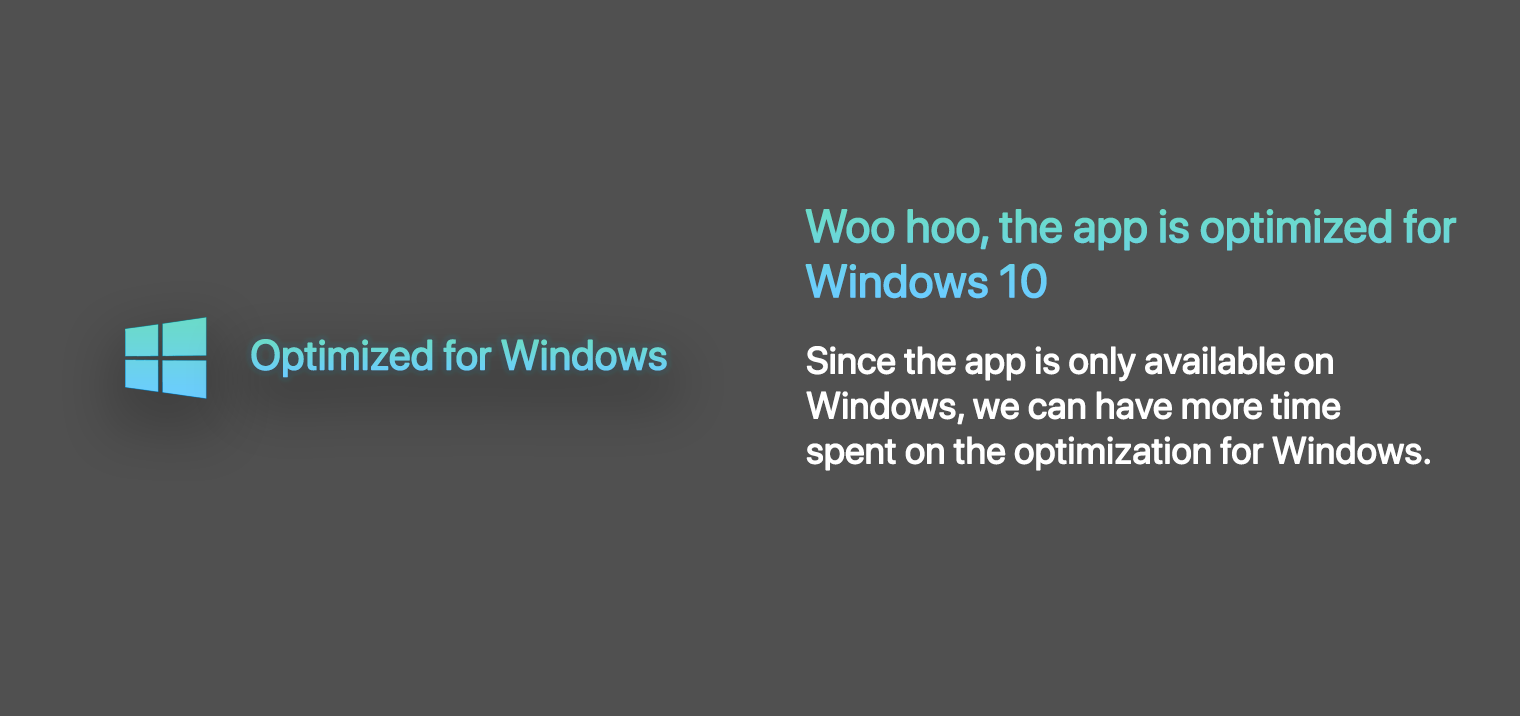 Optimized for Windows
Woo hoo, the app is optimized for
Windows 10
Since the app is only available on
Windows, we can have more time
spent on the optimization for Windows.